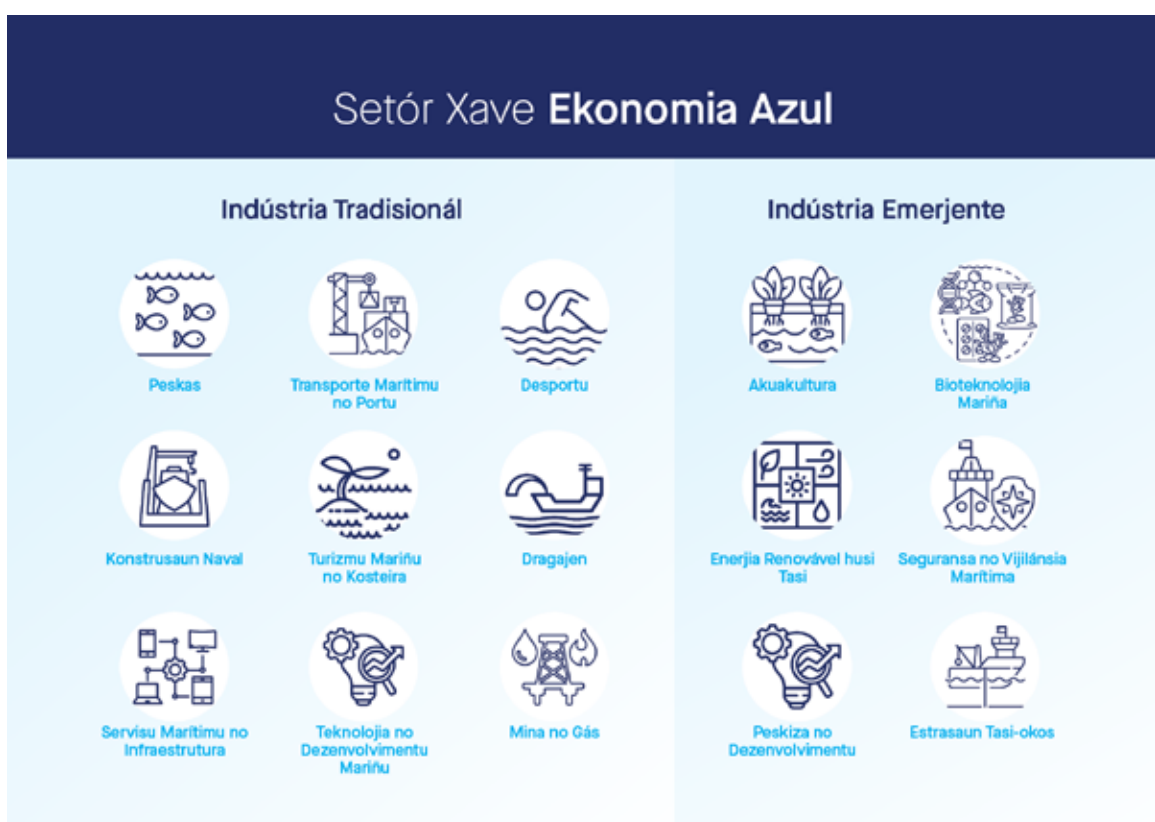 Setór Xave Ekonomia Azul
Indústria Tradisionál
Peskas
Transporte Marítimu
no Portu
Desportu
Konstrusaun Naval
Turizmu Mariñu
no Kosteira
Dragajen
Servisu Marítimu no
Infraestrutura
Teknolojia no
Dezenvolvimentu
Mariñu
Mina no Gás
Indústria Emerjente
Akuakultura
Bioteknolojia
Mariña
Enerjia Renovável husi
Tasi
Seguransa no Vijilánsia
Marítima
Peskiza no
Dezenvolvimentu
Estrasaun Tasi-okos